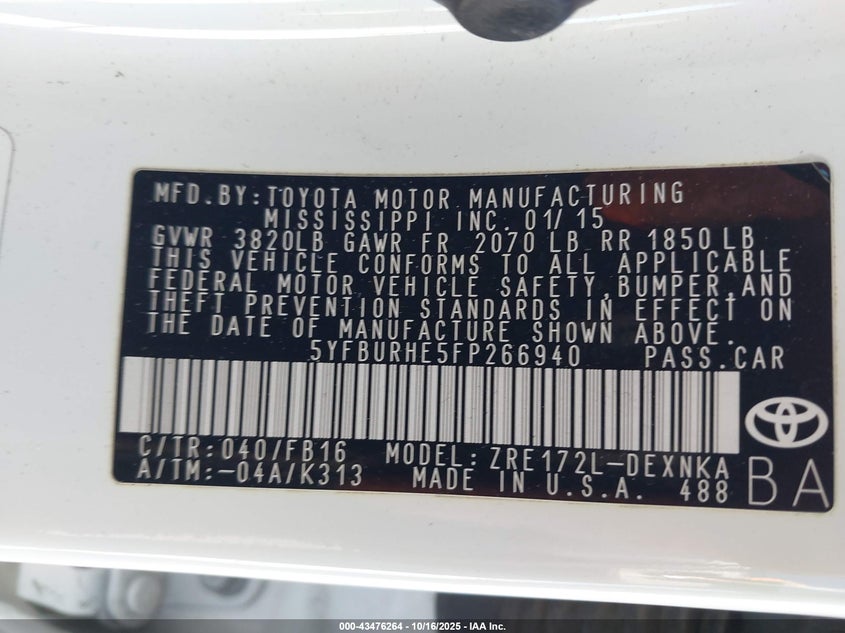 MFD.BY:TOYOTA MOTOR MANUFACTURING
MISSISSIPPI INC. 01/15
GVWR 3820LB GAWR FR 2070 LB RR 1850 LB
THIS VEHICLE CONFORMS TO ALL APPLICABLE
FEDERAL MOTOR VEHICLE SAFETY,BUMPER,AND
THEFT PREVENTION STANDARDS IN EFFECT ON
THE DATE OF MANUFACTURE SHOWN ABOVE.
5YFBURHE5FP266940 PASS.CAR
C/TR:040/FB16 MODEL:ZRE172L-DEXNKA
A/TM:-04A/K313 MADE IN U.S.A. 488 BA
000-43476264 - 10/16/2025 - IAA Inc.